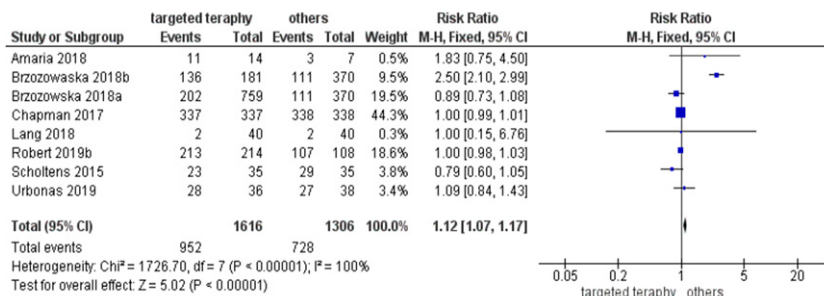 targeted teraphy others Risk Ratio Risk Ratio
Study or Subgroup Events Total Events Total Weight M-H, Fixed, 95% CI M-H, Fixed, 95% CI
Amaria 2018 11 14 3 7 0.5% 1.83 [0.75, 4.50]
Brzozowaska 2018b 136 181 111 370 9.5% 2.50 [2.10, 2.99]
Brzozowska 2018a 202 759 111 370 19.5% 0.89 [0.73, 1.08]
Chapman 2017 337 337 338 338 44.3% 1.00 [0.99, 1.01]
Lang 2018 2 40 2 40 0.3% 1.00 [0.15, 6.76]
Robert 2019b 213 214 107 108 18.6% 1.00 [0.98, 1.03]
Scholtens 2015 23 35 29 35 3.8% 0.79 [0.60, 1.05]
Urbonas 2019 28 36 27 38 3.4% 1.09 [0.84, 1.43]
Total (95% CI) 1616 1306 100.0% 1.12 [1.07, 1.17]
Total events 952 728
Heterogeneity: Chi² = 1726.70, df = 7 (P < 0.00001); I² = 100%
Test for overall effect: Z = 5.02 (P < 0.00001)
0.05 0.2 1 5 20
targeted teraphy others